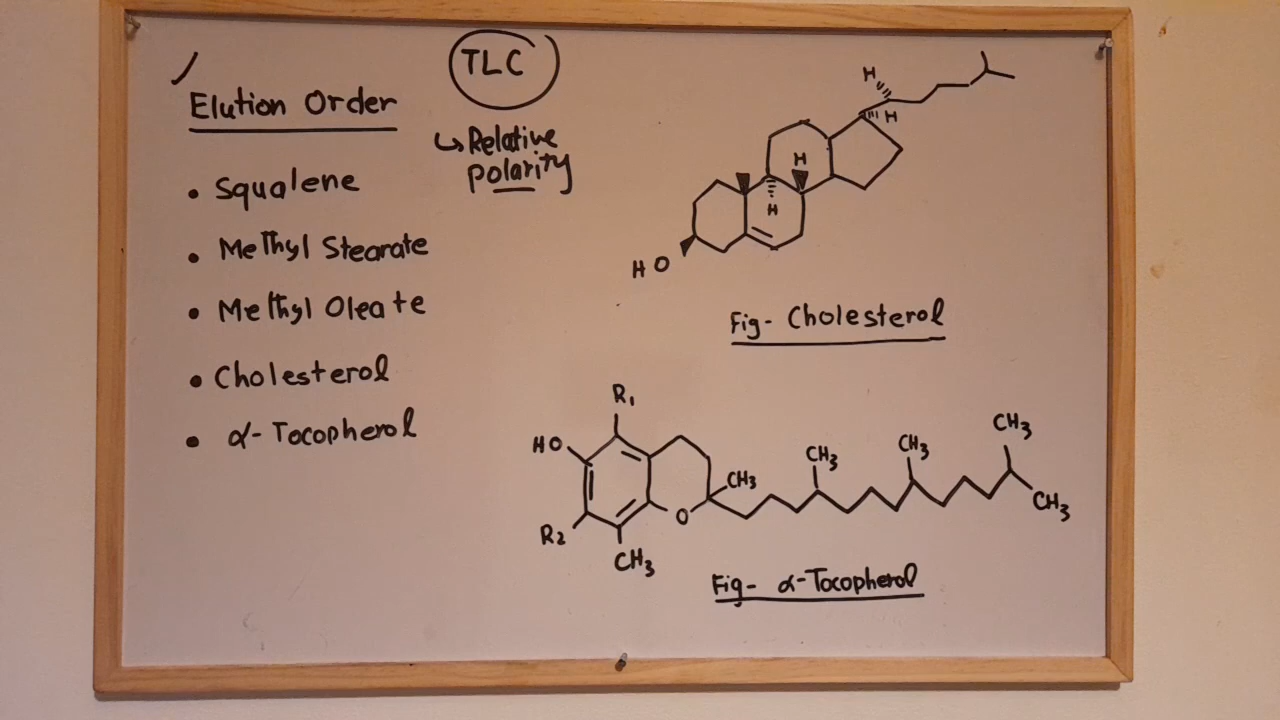 TLC
↳ Relative
polarity
Elution Order
• Squalene
• Methyl Stearate
• Methyl Oleate
• Cholesterol
• α-Tocopherol
H
H
H
H
HO
Fig- Cholesterol
R₁
HO
R₂
CH₃
O
CH₃
CH₃
CH₃
CH₃
CH₃
Fig- α-Tocopherol